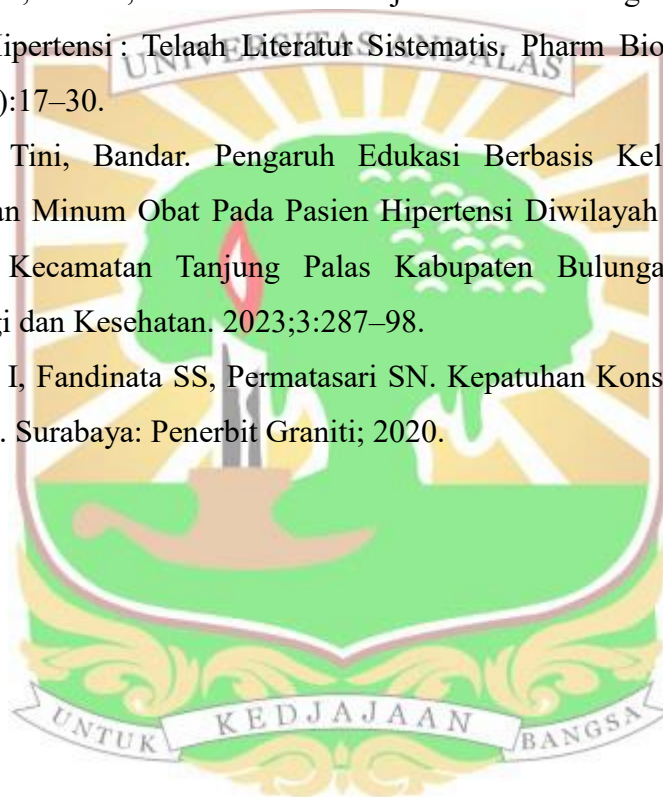 Hipertensi : Telaah Literatur Sistematis. Pharm Bio
):17–30.
Tini, Bandar. Pengaruh Edukasi Berbasis Kel
an Minum Obat Pada Pasien Hipertensi Diwilayah
Kecamatan Tanjung Palas Kabupaten Bulunga
gi dan Kesehatan. 2023;3:287–98.
I, Fandinata SS, Permatasari SN. Kepatuhan Kons
. Surabaya: Penerbit Graniti; 2020.
UNIVERSITAS ANDALAS
UNTUK KEDJAJAAN BANGSA